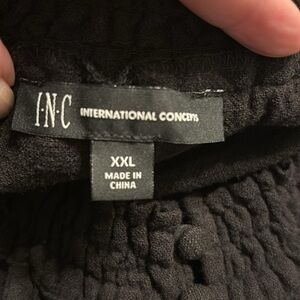 I·N·C INTERNATIONAL CONCEPTS
XXL
MADE IN
CHINA